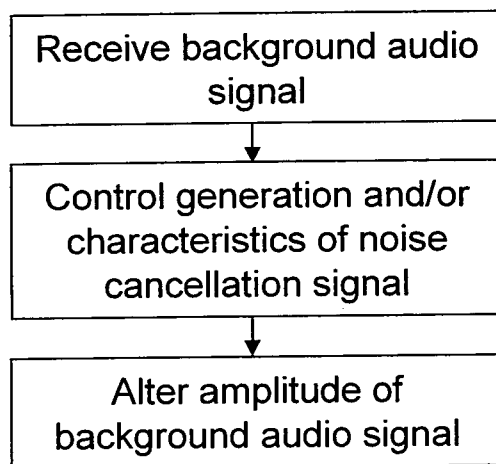 Receive background audio
signal
Control generation and/or
characteristics of noise
cancellation signal
Alter amplitude of
background audio signal